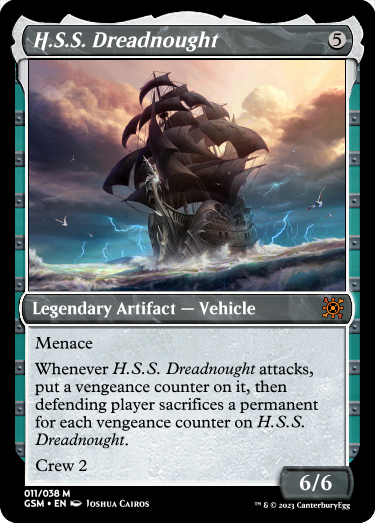 H.S.S. Dreadnought 5
Legendary Artifact — Vehicle
Menace
Whenever H.S.S. Dreadnought attacks,
put a vengeance counter on it, then
defending player sacrifices a permanent
for each vengeance counter on H.S.S.
Dreadnought.
Crew 2
6/6
011/038 M
GSM • EN Joshua Cairos
™ & © 2023 CanterburyEgg